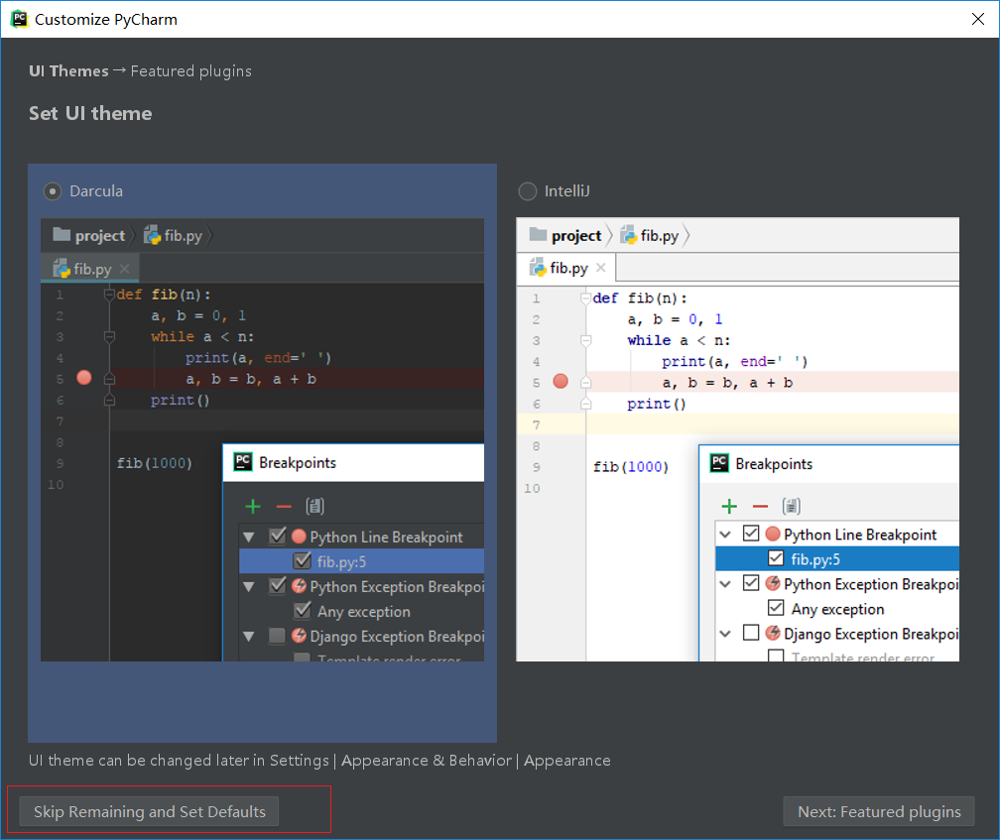 Customize PyCharm
UI Themes → Featured plugins
Set UI theme
Darcula
project fib.py
fib.py
1 def fib(n):
2 a, b = 0, 1
3 while a < n:
4 print(a, end=' ')
5 a, b = b, a + b
6 print()
7
8
9 fib(1000)
10
Breakpoints
Python Line Breakpoint
fib.py:5
Python Exception Breakpoi
Any exception
Django Exception Breakpoi
Template render error
IntelliJ
project fib.py
fib.py
1 def fib(n):
2 a, b = 0, 1
3 while a < n:
4 print(a, end=' ')
5 a, b = b, a + b
6 print()
7
8
9 fib(1000)
10
Breakpoints
Python Line Breakpoint
fib.py:5
Python Exception Breakpoi
Any exception
Django Exception Breakpoi
Template render error
UI theme can be changed later in Settings | Appearance & Behavior | Appearance
Skip Remaining and Set Defaults
Next: Featured plugins